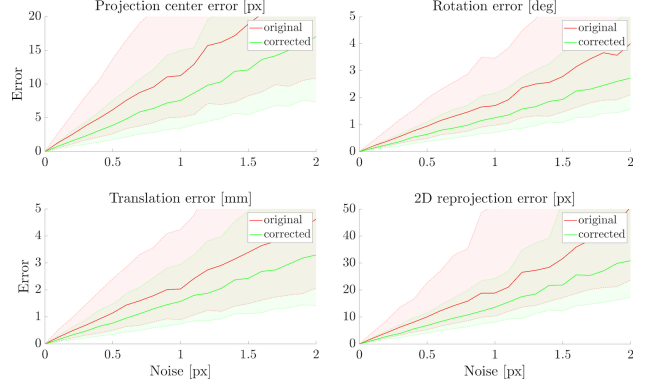 Projection center error [px]
Rotation error [deg]
20
15
10
5
0
Error
original
corrected
0
0.5
1
1.5
2
5
4
3
2
1
0
original
corrected
0
0.5
1
1.5
2
Translation error [mm]
2D reprojection error [px]
5
4
3
2
1
0
Error
original
corrected
0
0.5
1
1.5
2
Noise [px]
50
40
30
20
10
0
original
corrected
0
0.5
1
1.5
2
Noise [px]